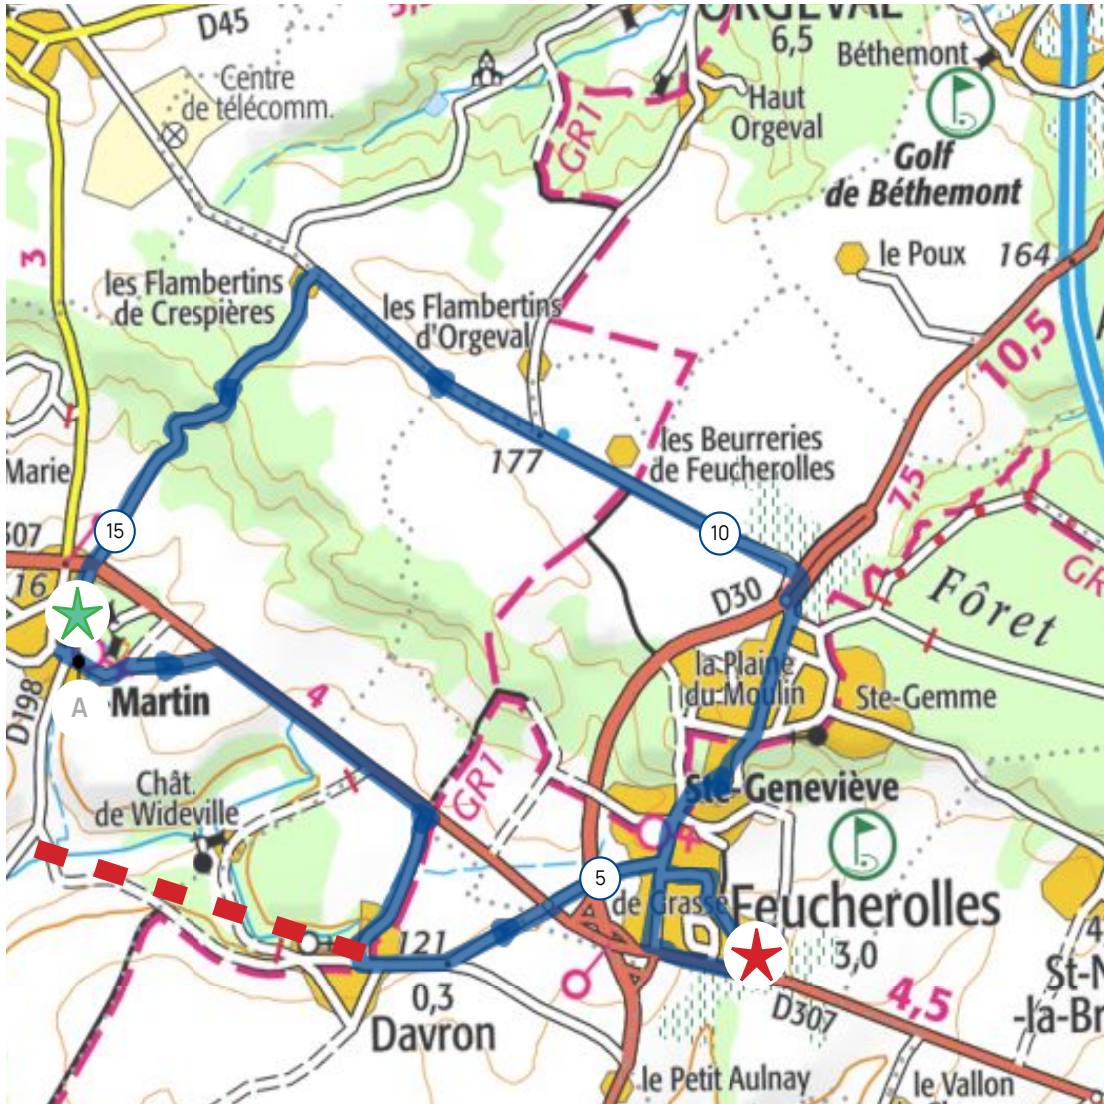 ORGEVAL
6,5
D45
Béthemont
Centre
de télécomm.
Haut
Orgeval
GR1
Golf
de Béthemont
3
le Poux
164
les Flambertins
de Crespières
les Flambertins
d'Orgeval
10,5
177
les Beurreries
de Feucherolles
Marie
7,5
307
15
10
GR
16
D30
Fôret
la Plaine
du Moulin
Ste-Gemme
A
Martin
D198
4
GR1
Chât.
de Wideville
Ste-Geneviève
5
de Grasse
Feucherolles
121
3,0
0,3
Davron
D307
4,5
St-N
-la-Br
le Petit Aulnay
le Vallon